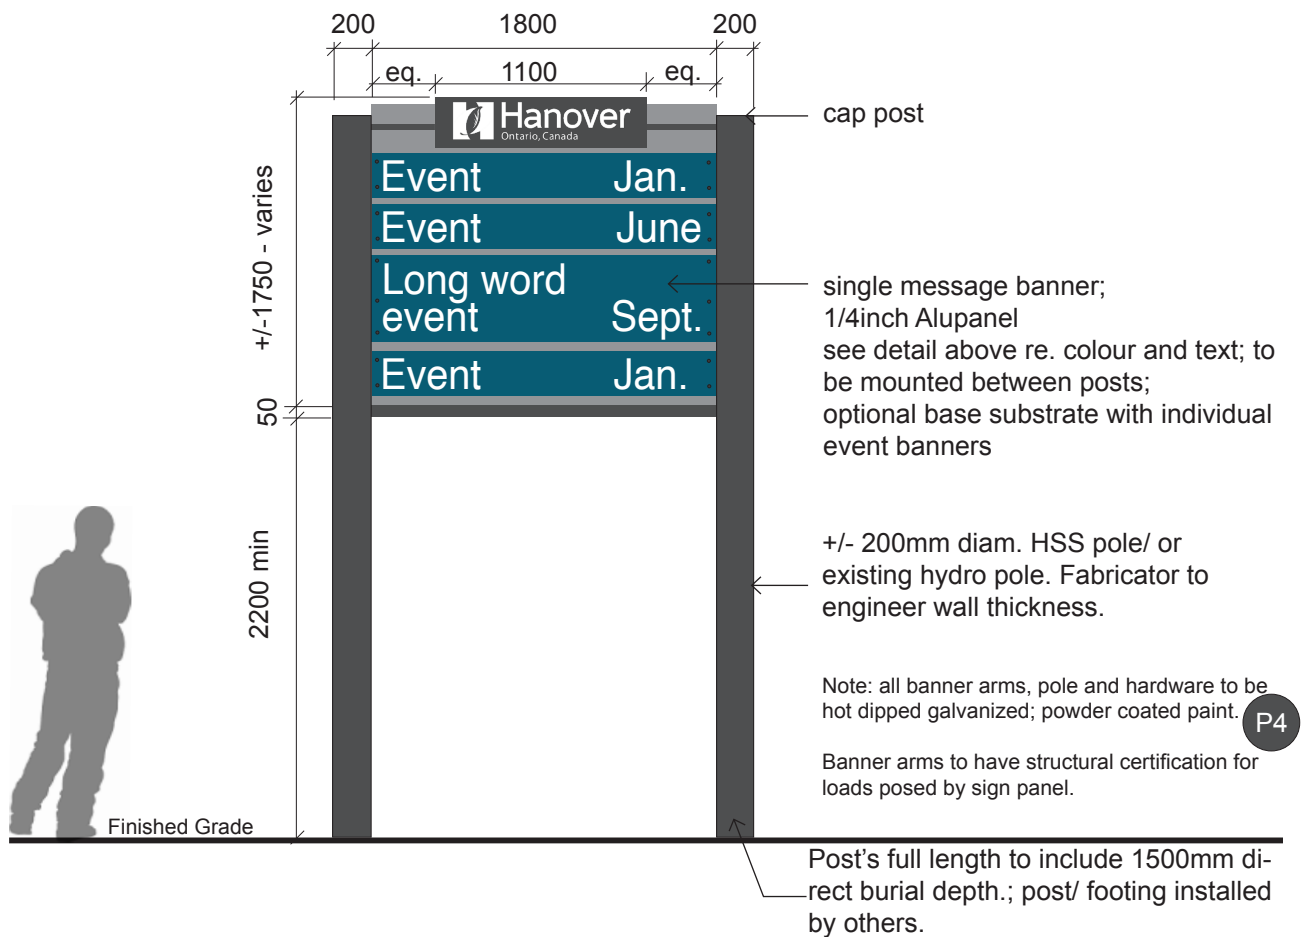 200 1800 200
eq. 1100 eq.
Hanover
Ontario, Canada
cap post
Event Jan.
Event June
Long word
event Sept.
Event Jan.
+/-1750 - varies
50
2200 min
single message banner;
1/4inch Alupanel
see detail above re. colour and text; to
be mounted between posts;
optional base substrate with individual
event banners
+/- 200mm diam. HSS pole/ or
existing hydro pole. Fabricator to
engineer wall thickness.
Note: all banner arms, pole and hardware to be
hot dipped galvanized; powder coated paint.
P4
Banner arms to have structural certification for
loads posed by sign panel.
Finished Grade
Post's full length to include 1500mm di-
rect burial depth.; post/ footing installed
by others.